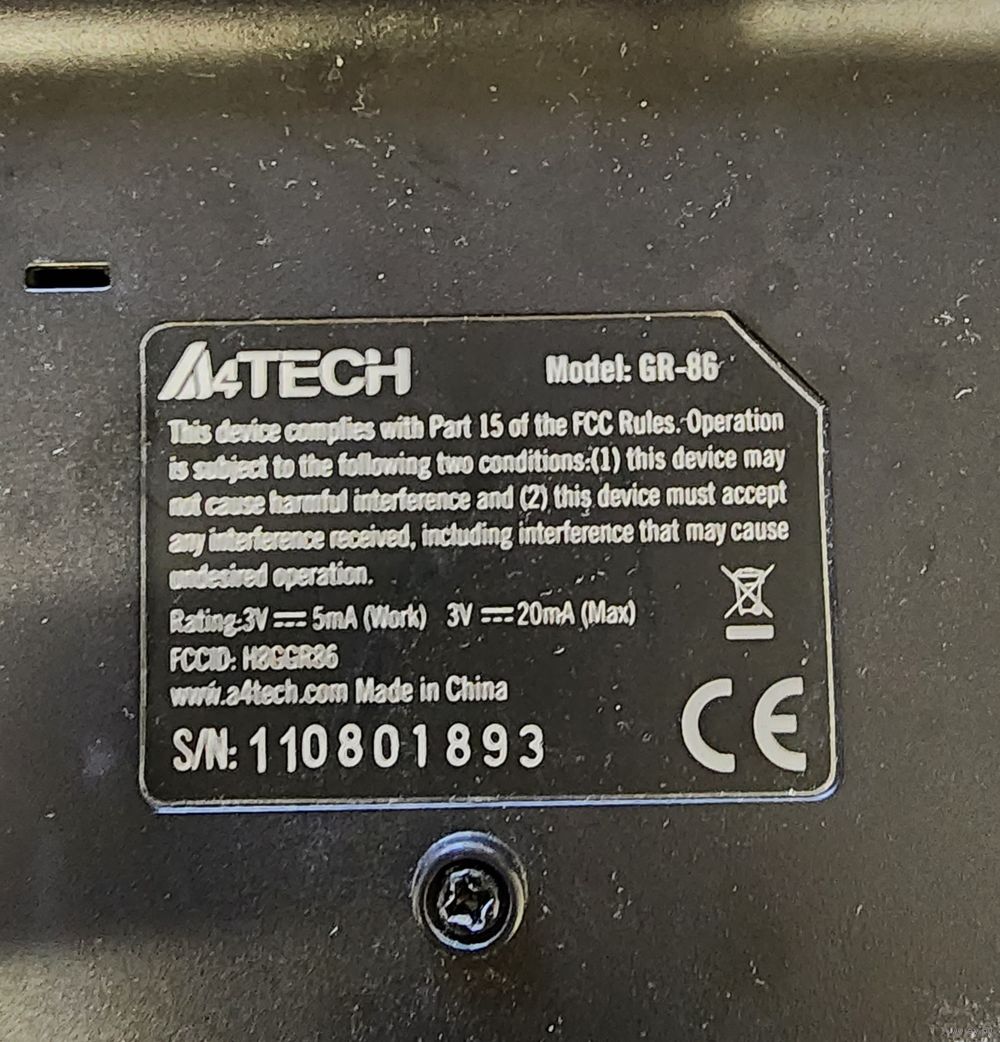 A4TECH Model: GR-86
This device complies with Part 15 of the FCC Rules. Operation
is subject to the following two conditions:(1) this device may
not cause harmful interference and (2) this device must accept
any interference received, including interference that may cause
undesired operation.
Rating:3V 5mA (Work) 3V 20mA (Max)
FCCID: H8GGR86
www.a4tech.com Made in China
S/N: 110801893
CE